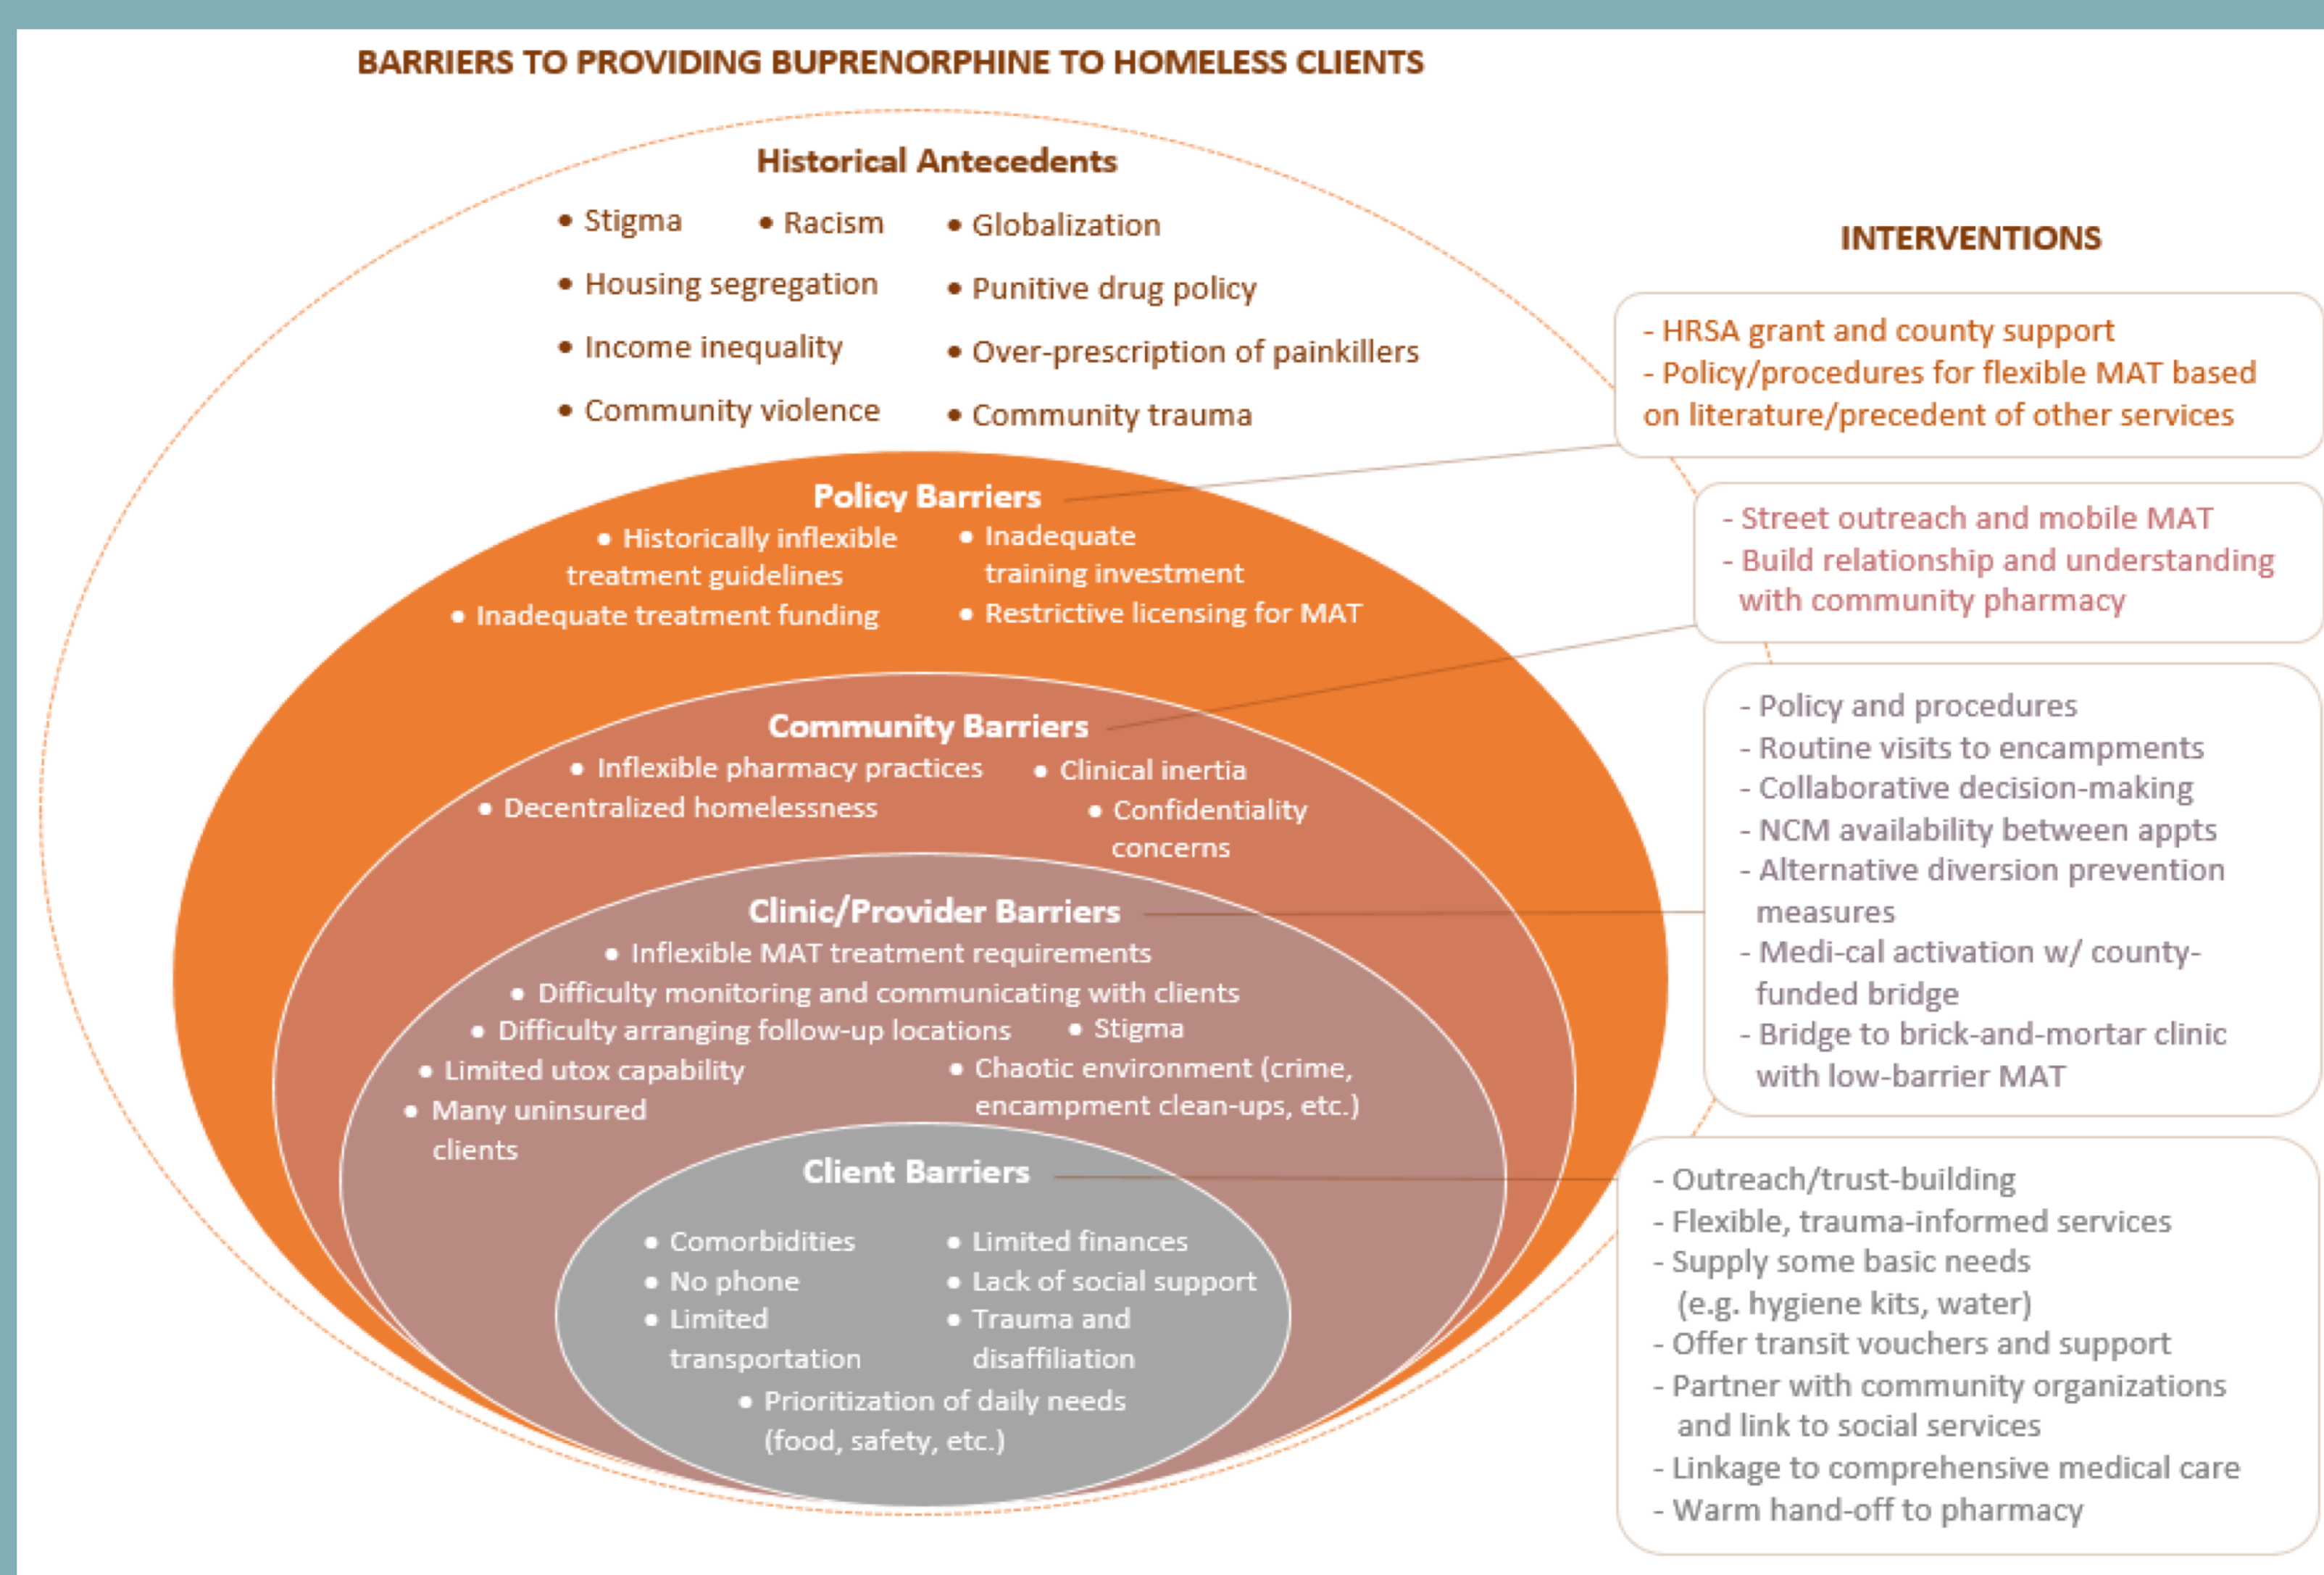 BARRIERS TO PROVIDING BUPRENORPHINE TO HOMELESS CLIENTS
Historical Antecedents
• Stigma • Racism • Globalization
• Housing segregation • Punitive drug policy
• Income inequality • Over-prescription of painkillers
• Community violence • Community trauma
Policy Barriers
• Historically inflexible
treatment guidelines
• Inadequate treatment funding
• Inadequate
training investment
• Restrictive licensing for MAT
Community Barriers
• Inflexible pharmacy practices
• Decentralized homelessness
• Clinical inertia
• Confidentiality
concerns
Clinic/Provider Barriers
• Inflexible MAT treatment requirements
• Difficulty monitoring and communicating with clients
• Difficulty arranging follow-up locations • Stigma
• Limited utox capability
• Many uninsured
clients
• Chaotic environment (crime,
encampment clean-ups, etc.)
Client Barriers
• Comorbidities
• No phone
• Limited
transportation
• Limited finances
• Lack of social support
• Trauma and
disaffiliation
• Prioritization of daily needs
(food, safety, etc.)
INTERVENTIONS
- HRSA grant and county support
- Policy/procedures for flexible MAT based
on literature/precedent of other services
- Street outreach and mobile MAT
- Build relationship and understanding
with community pharmacy
- Policy and procedures
- Routine visits to encampments
- Collaborative decision-making
- NCM availability between appts
- Alternative diversion prevention
measures
- Medi-cal activation w/ county-
funded bridge
- Bridge to brick-and-mortar clinic
with low-barrier MAT
- Outreach/trust-building
- Flexible, trauma-informed services
- Supply some basic needs
(e.g. hygiene kits, water)
- Offer transit vouchers and support
- Partner with community organizations
and link to social services
- Linkage to comprehensive medical care
- Warm hand-off to pharmacy